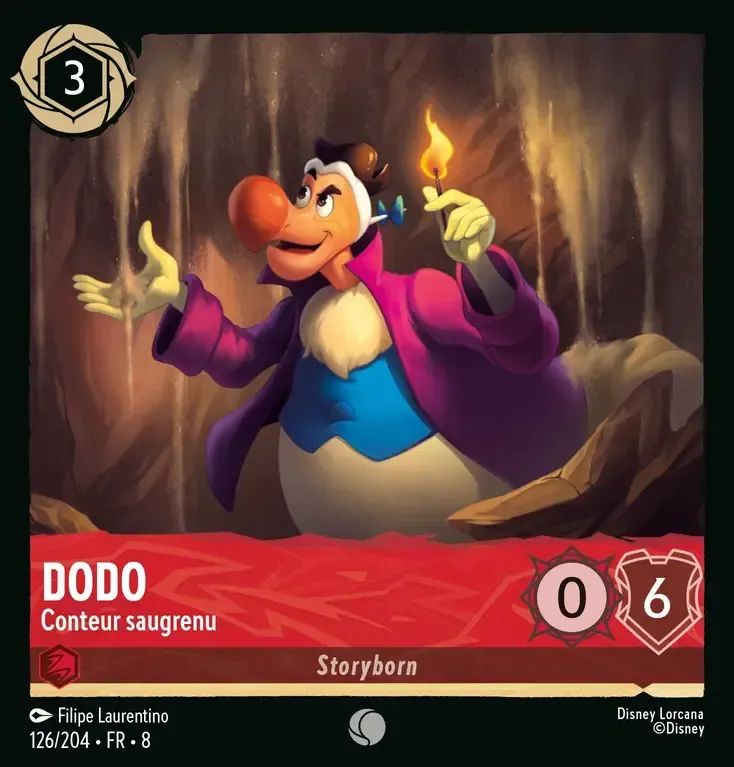 3
DODO
Conteur saugrenu
0
6
Storyborn
Filipe Laurentino
Disney Lorcana
126/204 • FR • 8
©Disney